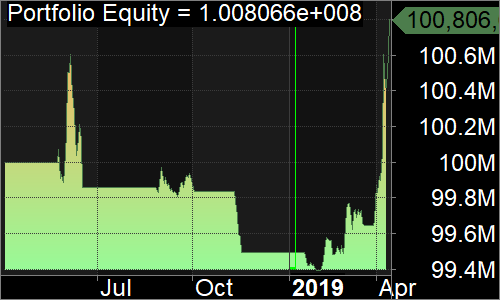 Portfolio Equity = 1.008066e+008
100,806,
100.6M
100.4M
100.2M
100M
99.8M
99.6M
99.4M
Jul Oct 2019 Apr